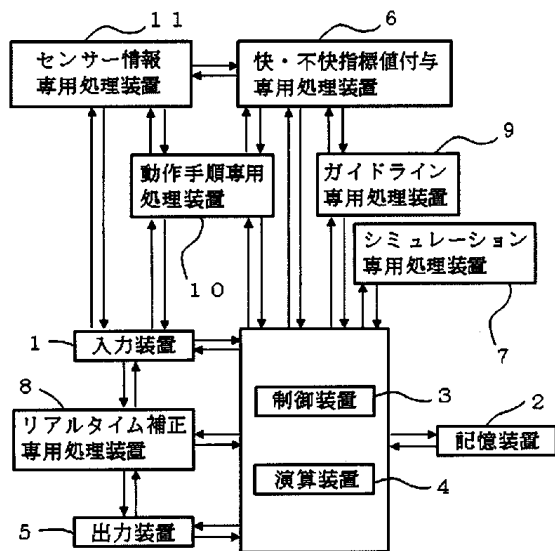 11
センサー情報
専用処理装置
6
快・不快指標値付与
専用処理装置
動作手順専用
処理装置
10
9
ガイドライン
専用処理装置
シミュレーション
専用処理装置
7
1
入力装置
8
リアルタイム補正
専用処理装置
5
出力装置
制御装置
3
演算装置
4
2
記憶装置